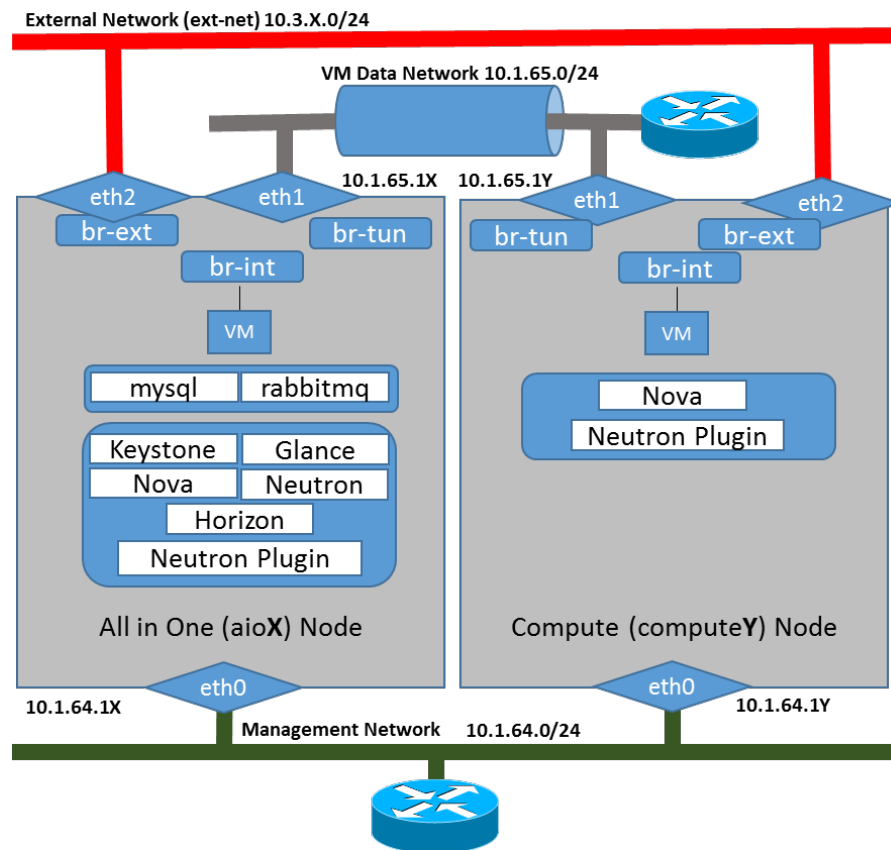 External Network (ext-net) 10.3.X.0/24
VM Data Network 10.1.65.0/24
10.1.65.1X 10.1.65.1Y
eth2 eth1 eth1 eth2
br-ext br-tun br-tun br-ext
br-int br-int
VM VM
mysql rabbitmq
Nova
Neutron Plugin
Keystone Glance
Nova Neutron
Horizon
Neutron Plugin
All in One (aioX) Node Compute (computeY) Node
eth0 eth0
10.1.64.1X 10.1.64.1Y
Management Network 10.1.64.0/24